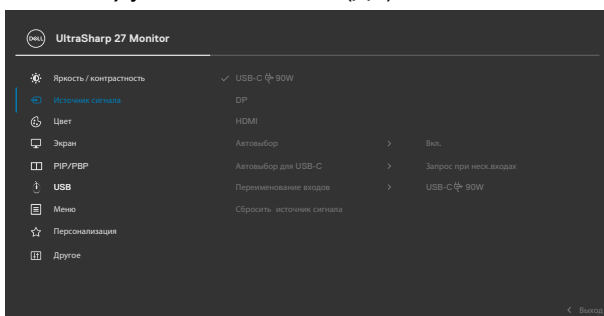 DELL UltraSharp 27 Monitor
Яркость / контрастность USB-C 90W
Источник сигнала DP
Цвет HDMI
Экран Автовыбор Вкл.
PIP/PBP Автовыбор для USB-C Запрос при неск.входах
USB Переименование входов USB-C 90W
Меню Сбросить источник сигнала
Персонализация
Другое
Выход